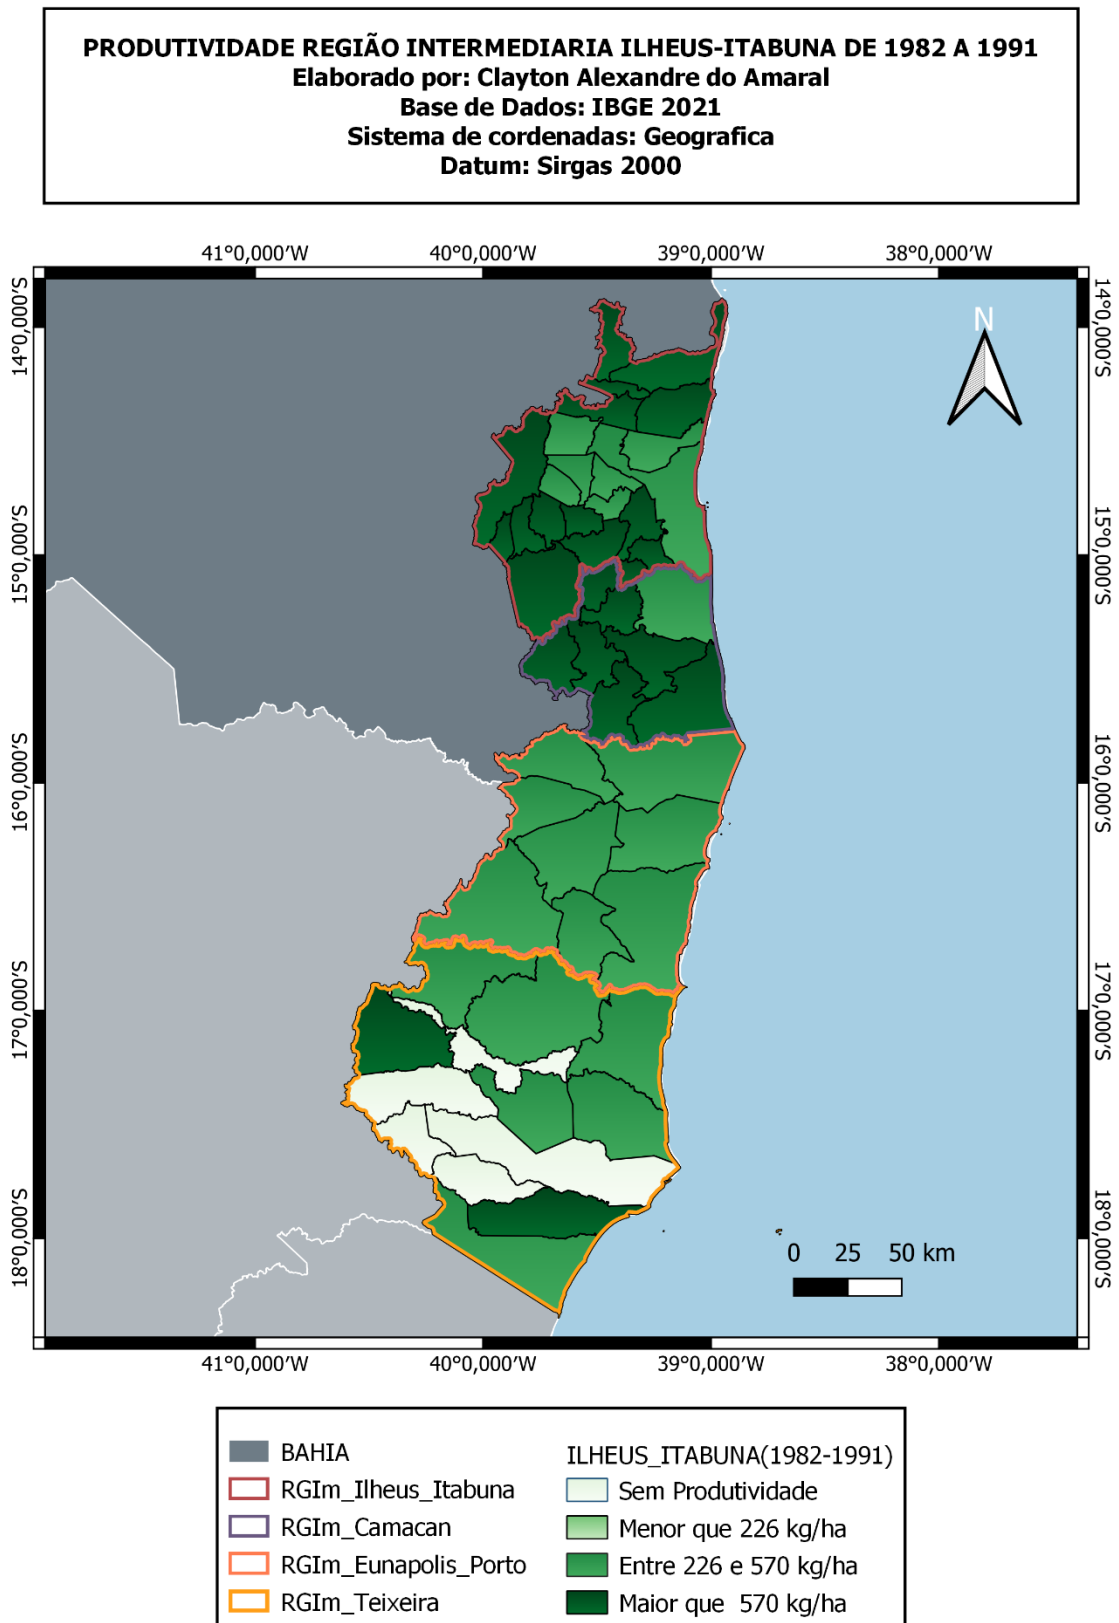 PRODUTIVIDADE REGIÃO INTERMEDIARIA ILHEUS-ITABUNA DE 1982 A 1991
Elaborado por: Clayton Alexandre do Amaral
Base de Dados: IBGE 2021
Sistema de cordenadas: Geografica
Datum: Sirgas 2000
41°0,000′W 40°0,000′W 39°0,000′W 38°0,000′W
14°0,000′S 14°0,000′S
N
15°0,000′S 15°0,000′S
16°0,000′S 16°0,000′S
17°0,000′S 17°0,000′S
18°0,000′S 18°0,000′S
0 25 50 km
41°0,000′W 40°0,000′W 39°0,000′W 38°0,000′W
BAHIA
RGIm_Ilheus_Itabuna
RGIm_Camacan
RGIm_Eunapolis_Porto
RGIm_Teixeira
ILHEUS_ITABUNA(1982-1991)
Sem Produtividade
Menor que 226 kg/ha
Entre 226 e 570 kg/ha
Maior que 570 kg/ha